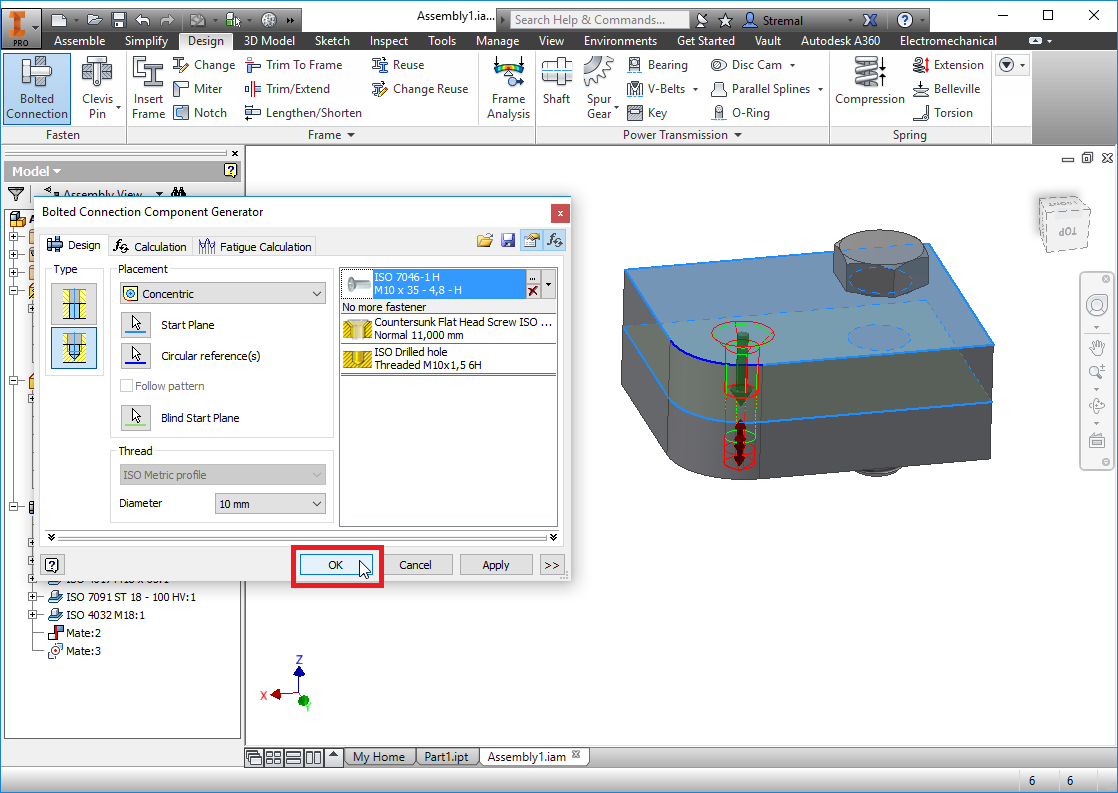 Assembly1.ia...
Search Help & Commands...
Stremal
PRO
Assemble Simplify Design 3D Model Sketch Inspect Tools Manage View Environments Get Started Vault Autodesk A360 Electromechanical
Bolted Connection
Clevis Pin
Insert Frame
Change
Miter
Notch
Trim To Frame
Trim/Extend
Lengthen/Shorten
Reuse
Change Reuse
Frame Analysis
Shaft
Spur Gear
Bearing
V-Belts
Key
Disc Cam
Parallel Splines
O-Ring
Compression
Extension
Belleville
Torsion
Fasten Frame Power Transmission Spring
Model
Assembly View
Bolted Connection Component Generator
Design Calculation Fatigue Calculation
Type
Placement
Concentric
Start Plane
Circular reference(s)
Follow pattern
Blind Start Plane
Thread
ISO Metric profile
Diameter 10 mm
ISO 7046-1 H
M10 x 35 - 4,8 - H
No more fastener
Countersunk Flat Head Screw ISO ...
Normal 11,000 mm
ISO Drilled hole
Threaded M10x1,5 6H
OK Cancel Apply >>
ISO 7091 ST 18 - 100 HV:1
ISO 4032 M18:1
Mate:2
Mate:3
TOP
Z
X
Y
My Home Part1.ipt Assembly1.iam
6 6